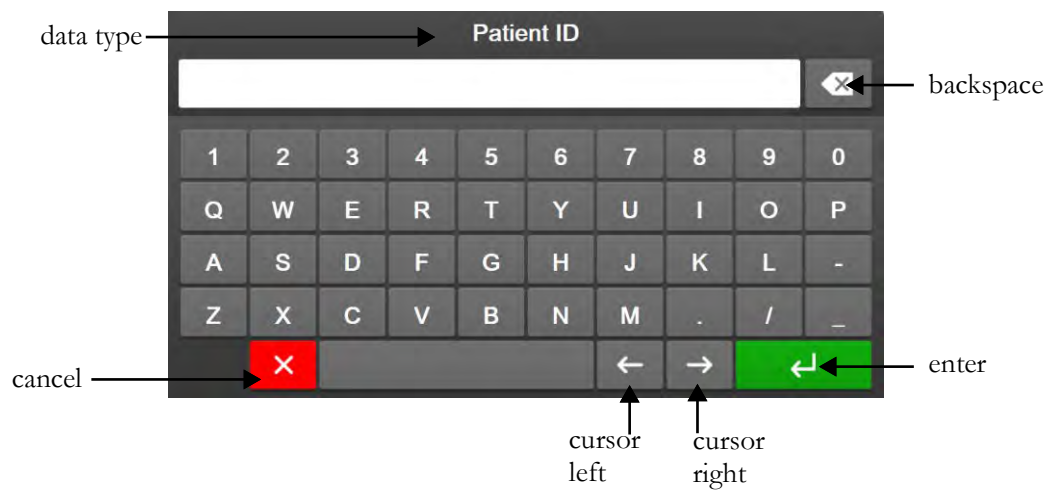 data type
Patient ID
backspace
1 2 3 4 5 6 7 8 9 0
Q W E R T Y U I O P
A S D F G H J K L -
Z X C V B N M . / _
cancel
enter
cursor left
cursor right